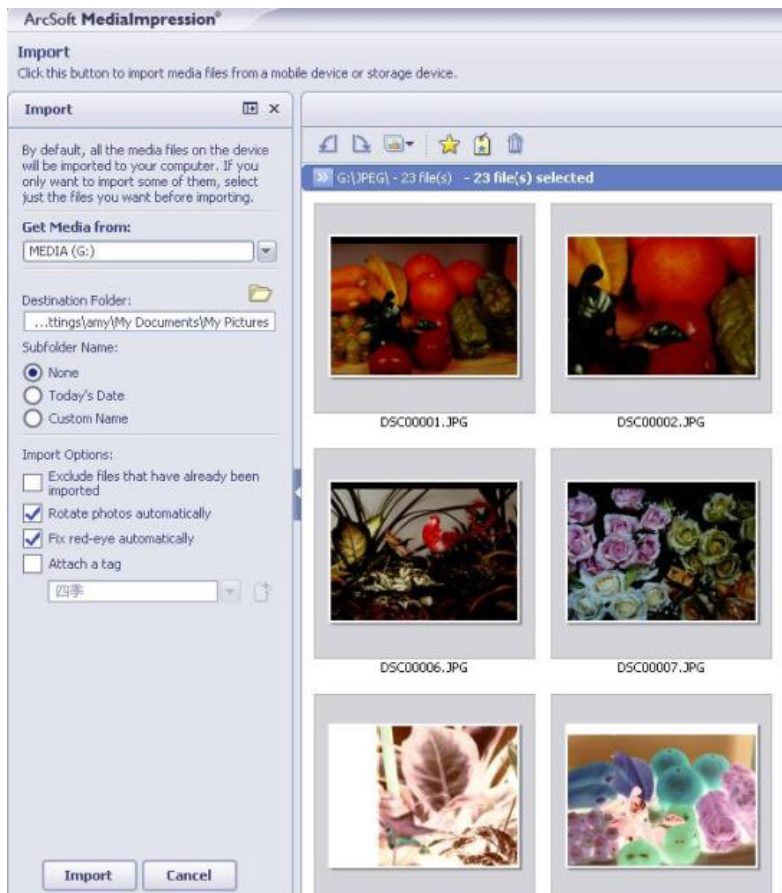 ArcSoft MediaImpression®
Import
Click this button to import media files from a mobile device or storage device.
Import
By default, all the media files on the device
will be imported to your computer. If you
only want to import some of them, select
just the files you want before importing.
Get Media from:
MEDIA (G:)
Destination Folder:
...ttings\amy\My Documents\My Pictures
Subfolder Name:
None
Today's Date
Custom Name
Import Options:
Exclude files that have already been
imported
Rotate photos automatically
Fix red-eye automatically
Attach a tag
四季
Import
Cancel
G:\JPEG\ - 23 file(s) - 23 file(s) selected
DSC00001.JPG
DSC00002.JPG
DSC00006.JPG
DSC00007.JPG